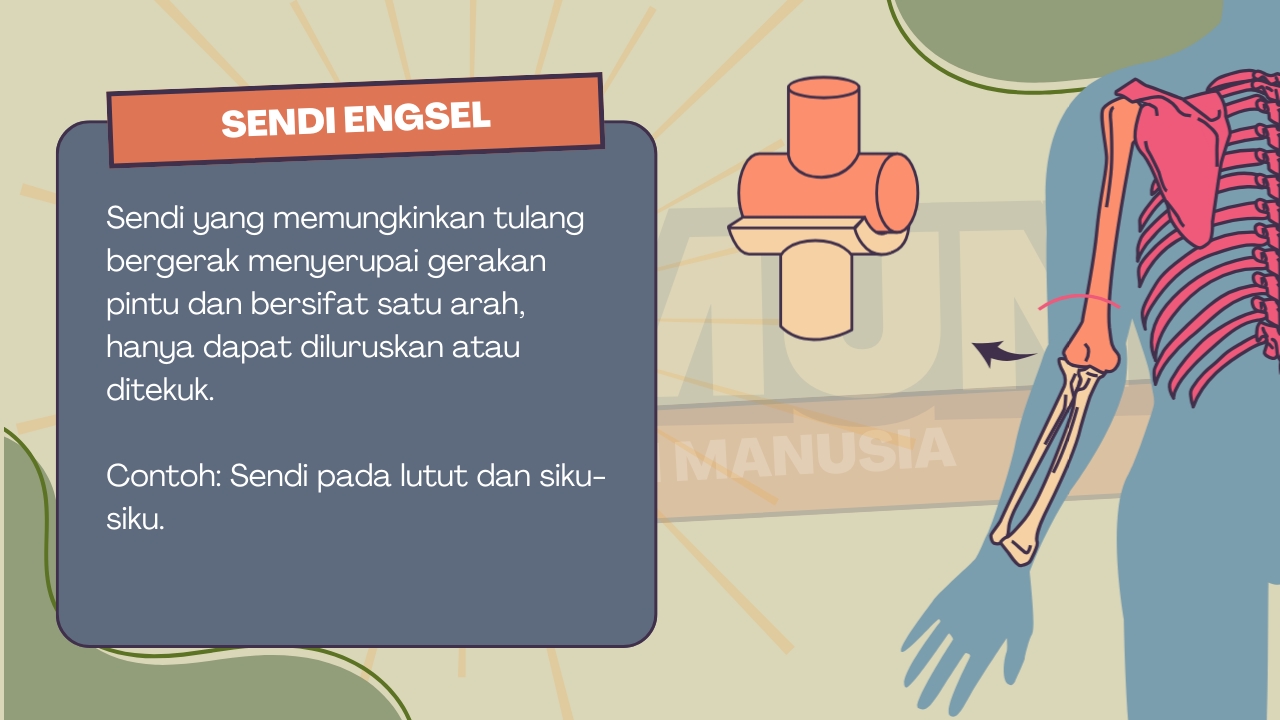 SENDI ENGSEL
Sendi yang memungkinkan tulang
bergerak menyerupai gerakan
pintu dan bersifat satu arah,
hanya dapat diluruskan atau
ditekuk.
Contoh: Sendi pada lutut dan siku-
siku.
MANUSIA